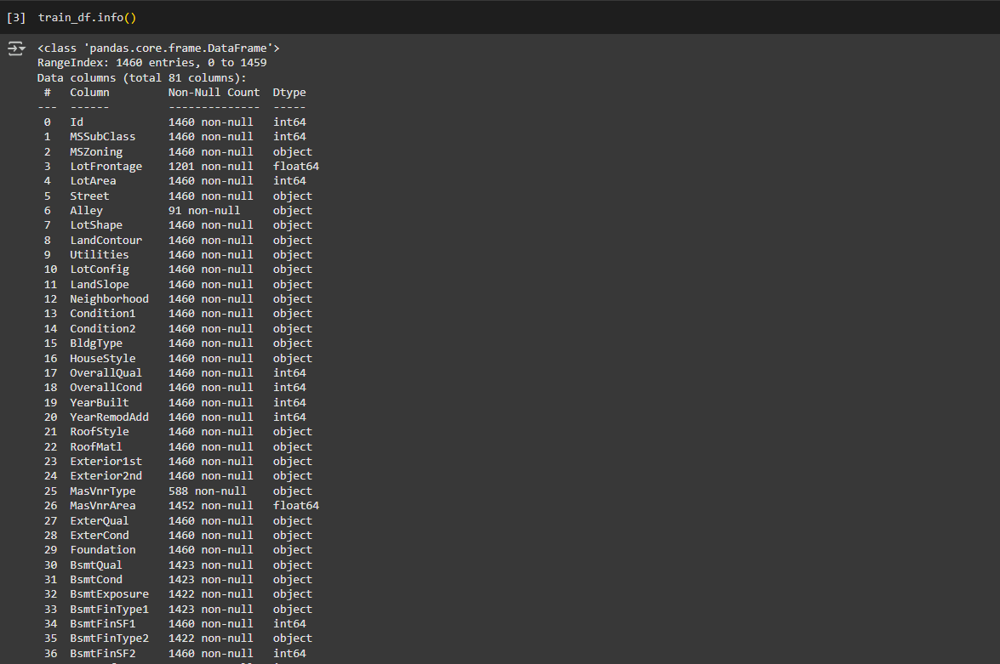 [3] train_df.info()
<class 'pandas.core.frame.DataFrame'>
RangeIndex: 1460 entries, 0 to 1459
Data columns (total 81 columns):
 #   Column         Non-Null Count  Dtype
---  ------         --------------  -----
 0   Id             1460 non-null   int64
 1   MSSubClass     1460 non-null   int64
 2   MSZoning       1460 non-null   object
 3   LotFrontage    1201 non-null   float64
 4   LotArea        1460 non-null   int64
 5   Street         1460 non-null   object
 6   Alley          91 non-null     object
 7   LotShape       1460 non-null   object
 8   LandContour    1460 non-null   object
 9   Utilities      1460 non-null   object
 10  LotConfig      1460 non-null   object
 11  LandSlope      1460 non-null   object
 12  Neighborhood   1460 non-null   object
 13  Condition1     1460 non-null   object
 14  Condition2     1460 non-null   object
 15  BldgType       1460 non-null   object
 16  HouseStyle     1460 non-null   object
 17  OverallQual    1460 non-null   int64
 18  OverallCond    1460 non-null   int64
 19  YearBuilt      1460 non-null   int64
 20  YearRemodAdd   1460 non-null   int64
 21  RoofStyle      1460 non-null   object
 22  RoofMatl       1460 non-null   object
 23  Exterior1st    1460 non-null   object
 24  Exterior2nd    1460 non-null   object
 25  MasVnrType     588 non-null    object
 26  MasVnrArea     1452 non-null   float64
 27  ExterQual      1460 non-null   object
 28  ExterCond      1460 non-null   object
 29  Foundation     1460 non-null   object
 30  BsmtQual       1423 non-null   object
 31  BsmtCond       1423 non-null   object
 32  BsmtExposure   1422 non-null   object
 33  BsmtFinType1   1423 non-null   object
 34  BsmtFinSF1     1460 non-null   int64
 35  BsmtFinType2   1422 non-null   object
 36  BsmtFinSF2     1460 non-null   int64